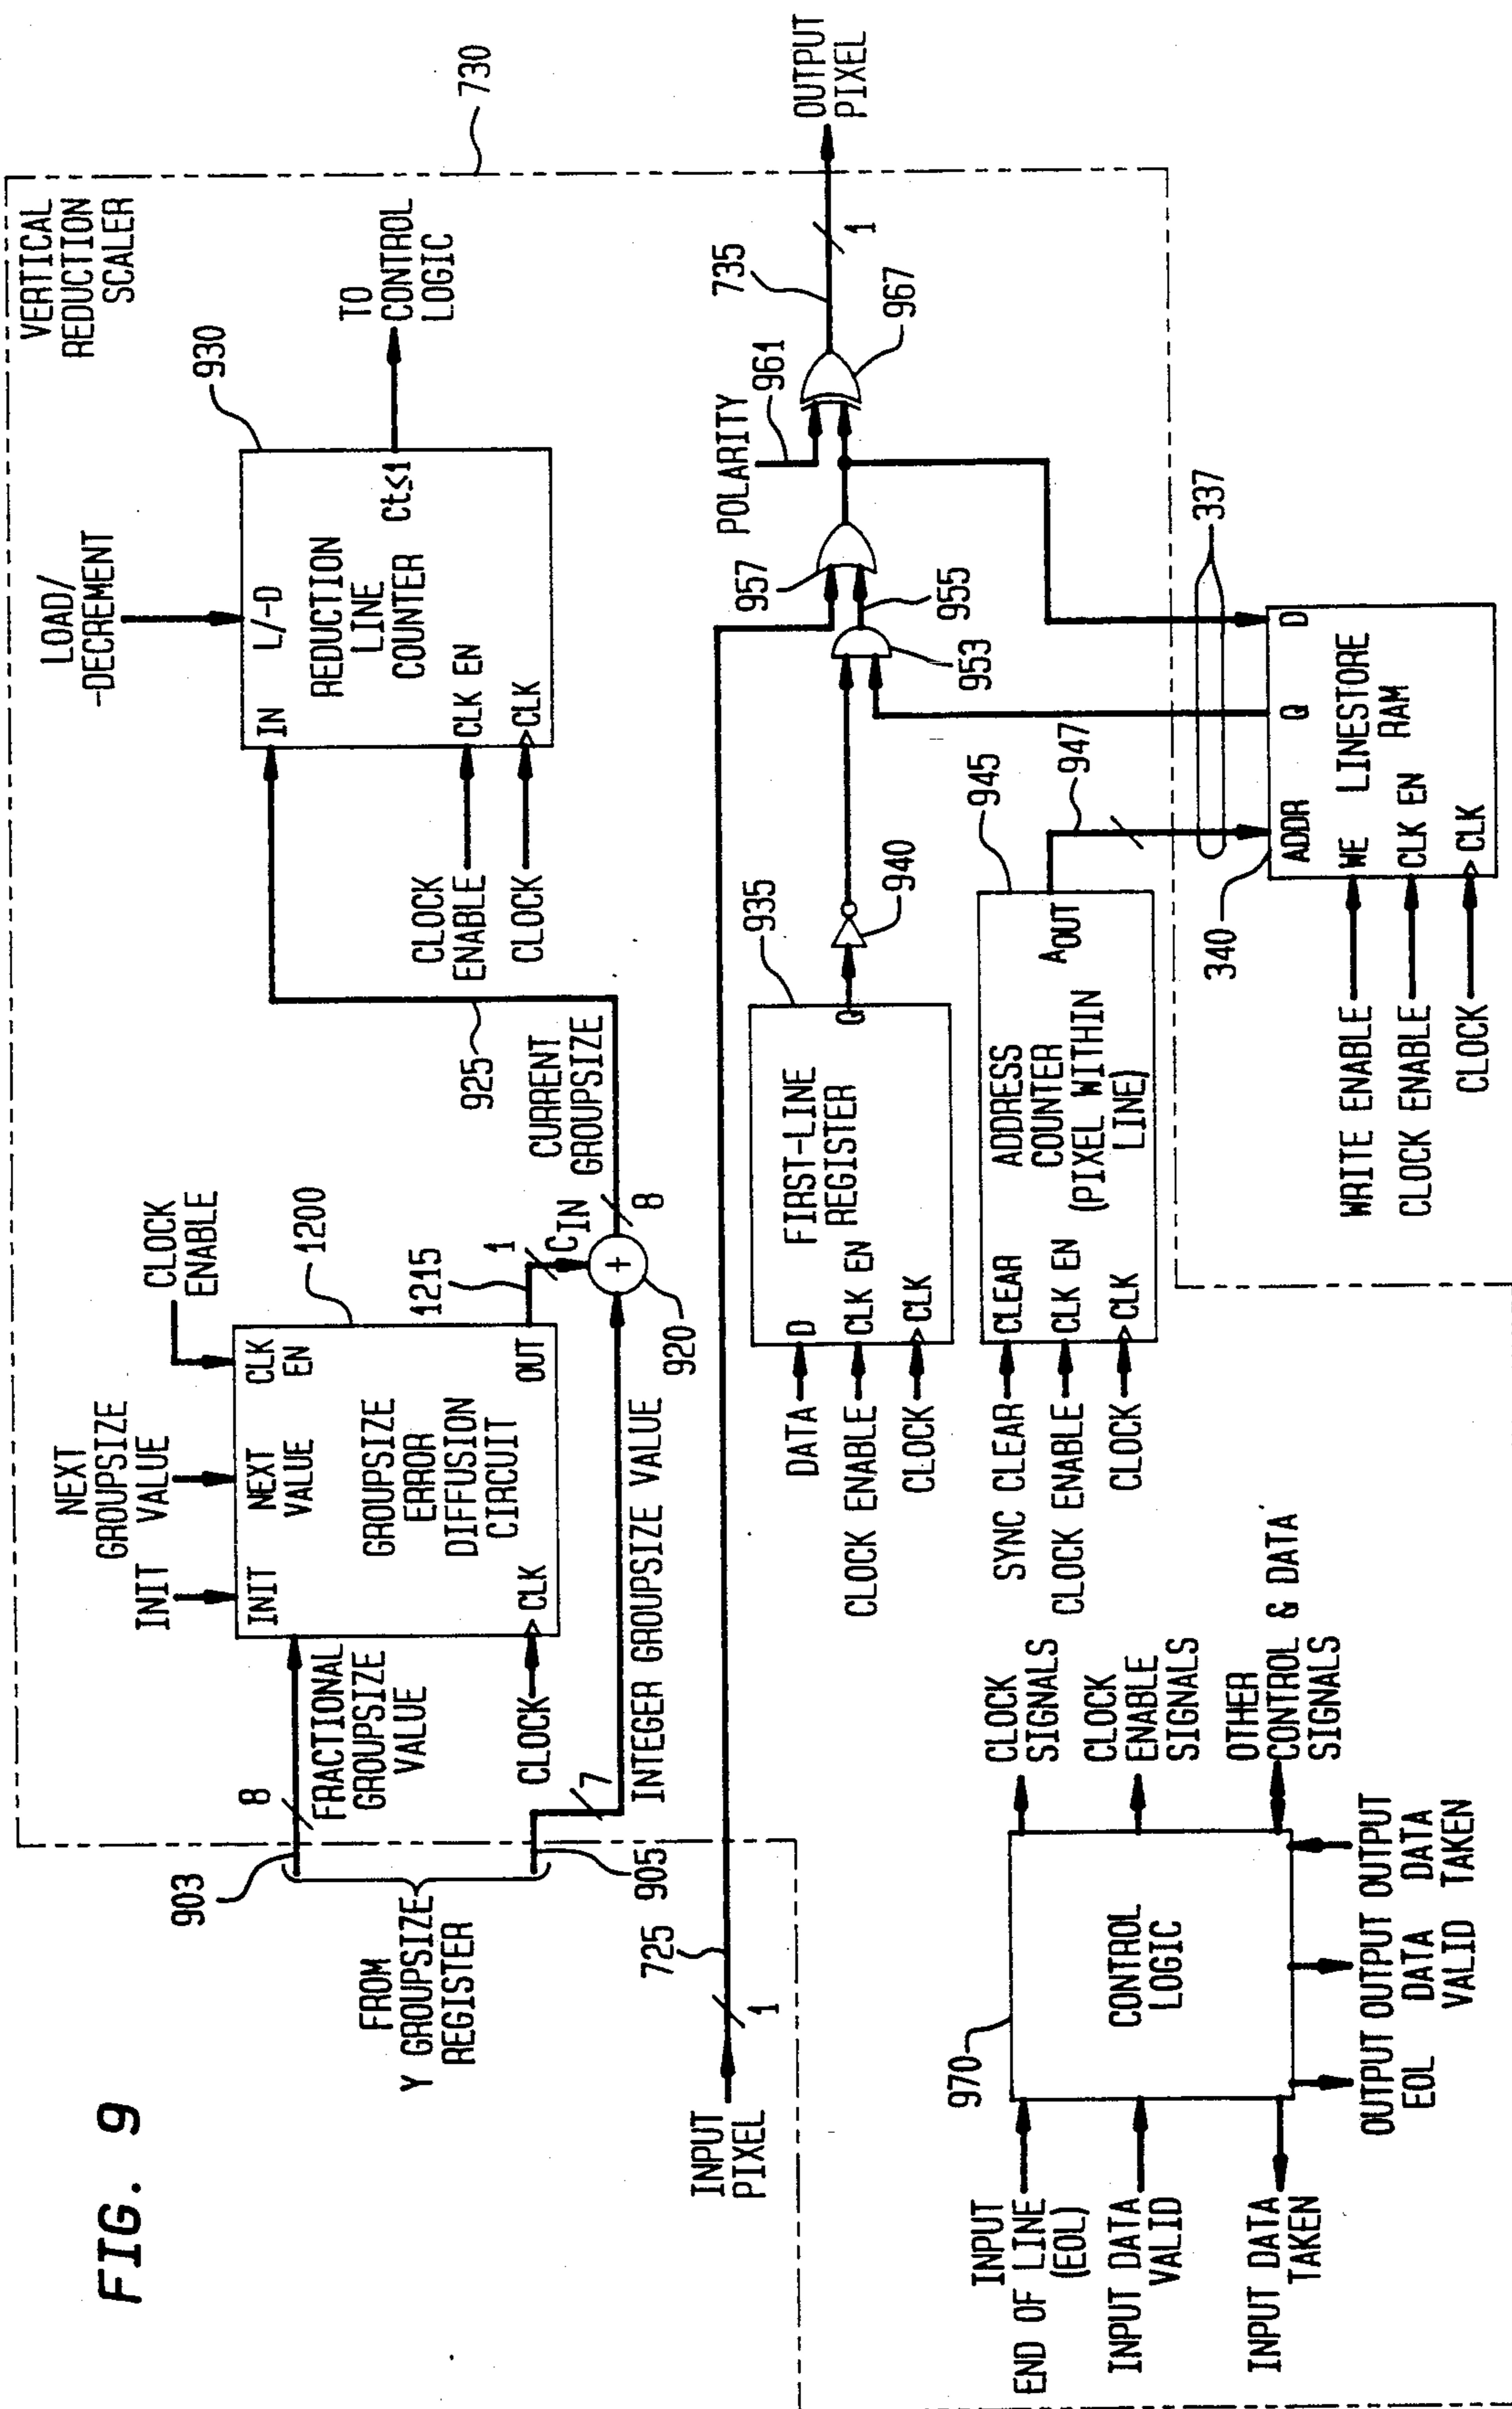 FIG. 9
VERTICAL
REDUCTION
SCALER
730
FROM
Y GROUPSIZE
REGISTER
903
8
FRACTIONAL
GROUPSIZE
VALUE
905
7
INTEGER GROUPSIZE VALUE
INIT
NEXT
GROUPSIZE
VALUE
CLOCK
ENABLE
1200
INIT
NEXT
VALUE
CLK
EN
GROUPSIZE
ERROR
DIFFUSION
CIRCUIT
OUT
CLK
CLOCK
1215
1
CIN
+
920
8
CURRENT
GROUPSIZE
925
LOAD/
-DECREMENT
930
IN
L/-D
REDUCTION
LINE
COUNTER
Ct≤1
CLK EN
CLK
CLOCK
ENABLE
CLOCK
TO
CONTROL
LOGIC
INPUT
PIXEL
1
725
DATA
CLOCK ENABLE
CLOCK
D
CLK EN
CLK
FIRST-LINE
REGISTER
Q
935
940
953
955
957
POLARITY
961
967
735
1
OUTPUT
PIXEL
SYNC CLEAR
CLOCK ENABLE
CLOCK
CLEAR
CLK EN
CLK
ADDRESS
COUNTER
(PIXEL WITHIN
LINE)
AOUT
945
947
337
340
ADDR
Q
D
WE
LINESTORE
RAM
CLK EN
CLK
WRITE ENABLE
CLOCK ENABLE
CLOCK
970
CONTROL
LOGIC
INPUT
END OF LINE
(EOL)
INPUT DATA
VALID
INPUT DATA
TAKEN
CLOCK
SIGNALS
CLOCK
ENABLE
SIGNALS
OTHER
CONTROL & DATA
SIGNALS
OUTPUT
EOL
OUTPUT
DATA
VALID
OUTPUT
DATA
TAKEN